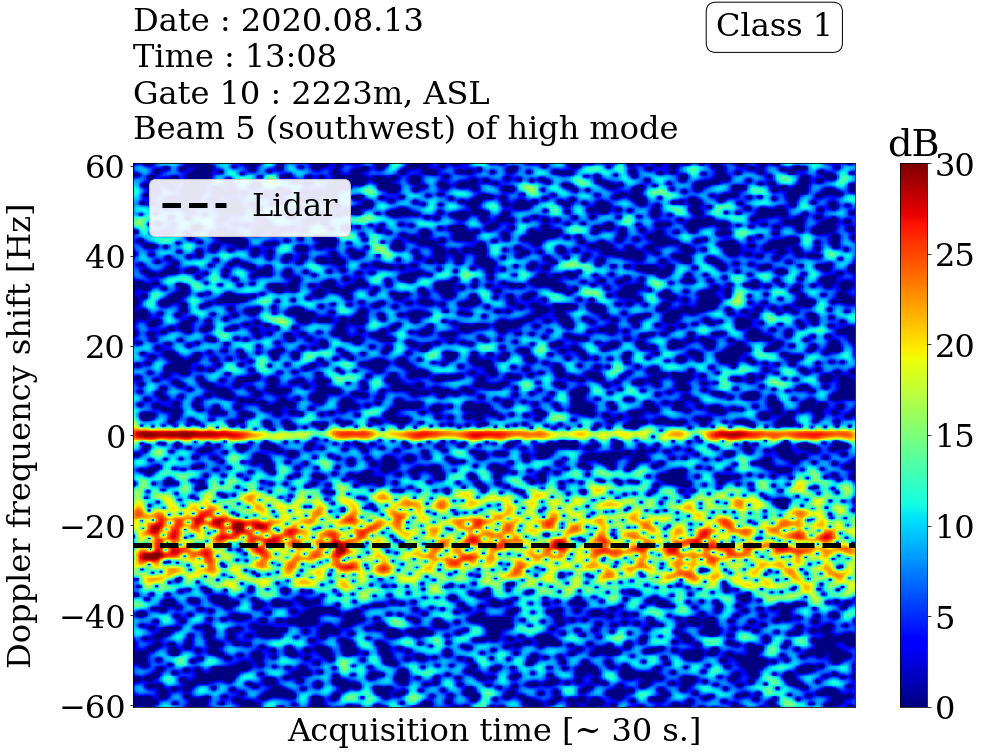 Date : 2020.08.13
Time : 13:08
Gate 10 : 2223m, ASL
Beam 5 (southwest) of high mode
Class 1
dB
Lidar
60
40
20
0
−20
−40
−60
Doppler frequency shift [Hz]
Acquisition time [~ 30 s.]
30
25
20
15
10
5
0